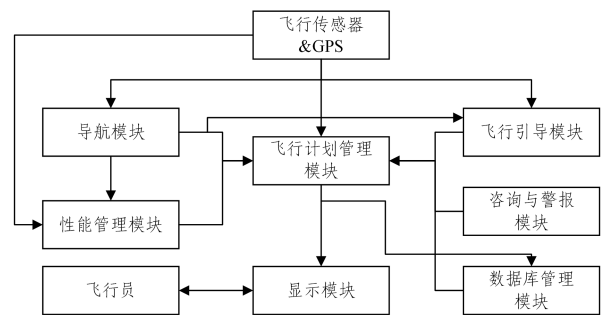 飞行传感器
&GPS
导航模块
飞行引导模块
飞行计划管理
模块
咨询与警报
模块
性能管理模块
飞行员
显示模块
数据库管理
模块